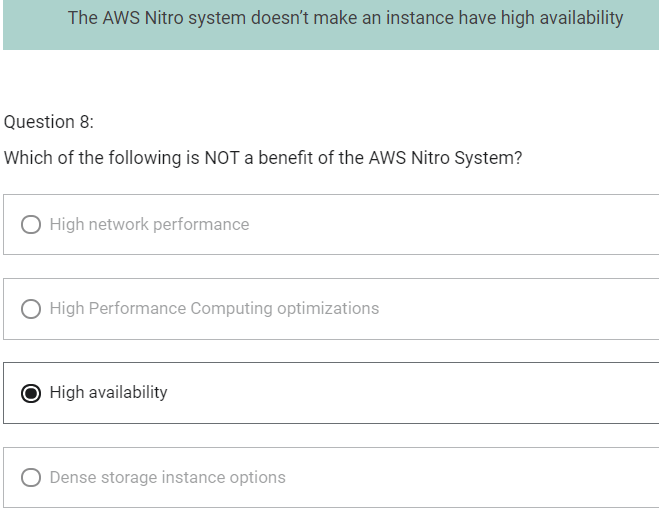 The AWS Nitro system doesn't make an instance have high availability
Question 8:
Which of the following is NOT a benefit of the AWS Nitro System?
High network performance
High Performance Computing optimizations
High availability
Dense storage instance options